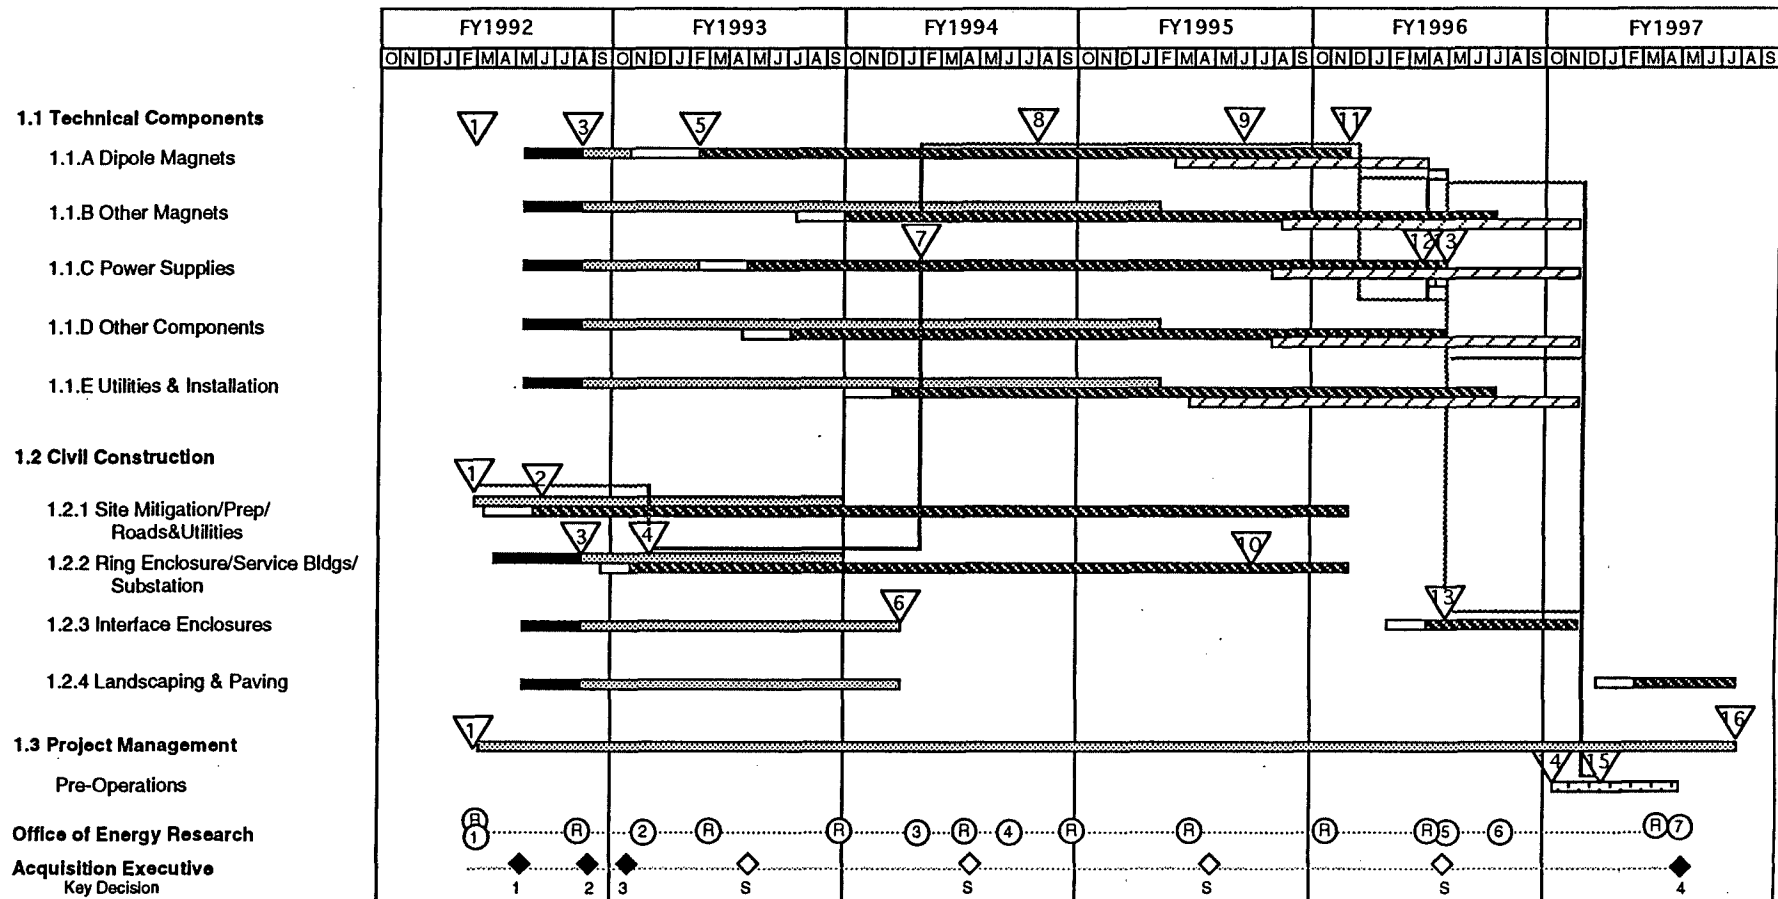 FY1992 FY1993 FY1994 FY1995 FY1996 FY1997
O N D J F M A M J J A S O N D J F M A M J J A S O N D J F M A M J J A S O N D J F M A M J J A S O N D J F M A M J J A S O N D J F M A M J J A S
1.1 Technical Components 1 3 5 8 9 11
1.1.A Dipole Magnets
1.1.B Other Magnets
7 12 13
1.1.C Power Supplies
1.1.D Other Components
1.1.E Utilities & Installation
1.2 Civil Construction
1 2
1.2.1 Site Mitigation/Prep/
Roads&Utilities
3 4 10
1.2.2 Ring Enclosure/Service Bldgs/
Substation
6 13
1.2.3 Interface Enclosures
1.2.4 Landscaping & Paving
1 16
1.3 Project Management
4 15
Pre-Operations
R
Office of Energy Research 1 R 2 R R 3 R 4 R R R R 5 6 R 7
Acquisition Executive
Key Decision 1 2 3 S S S S 4